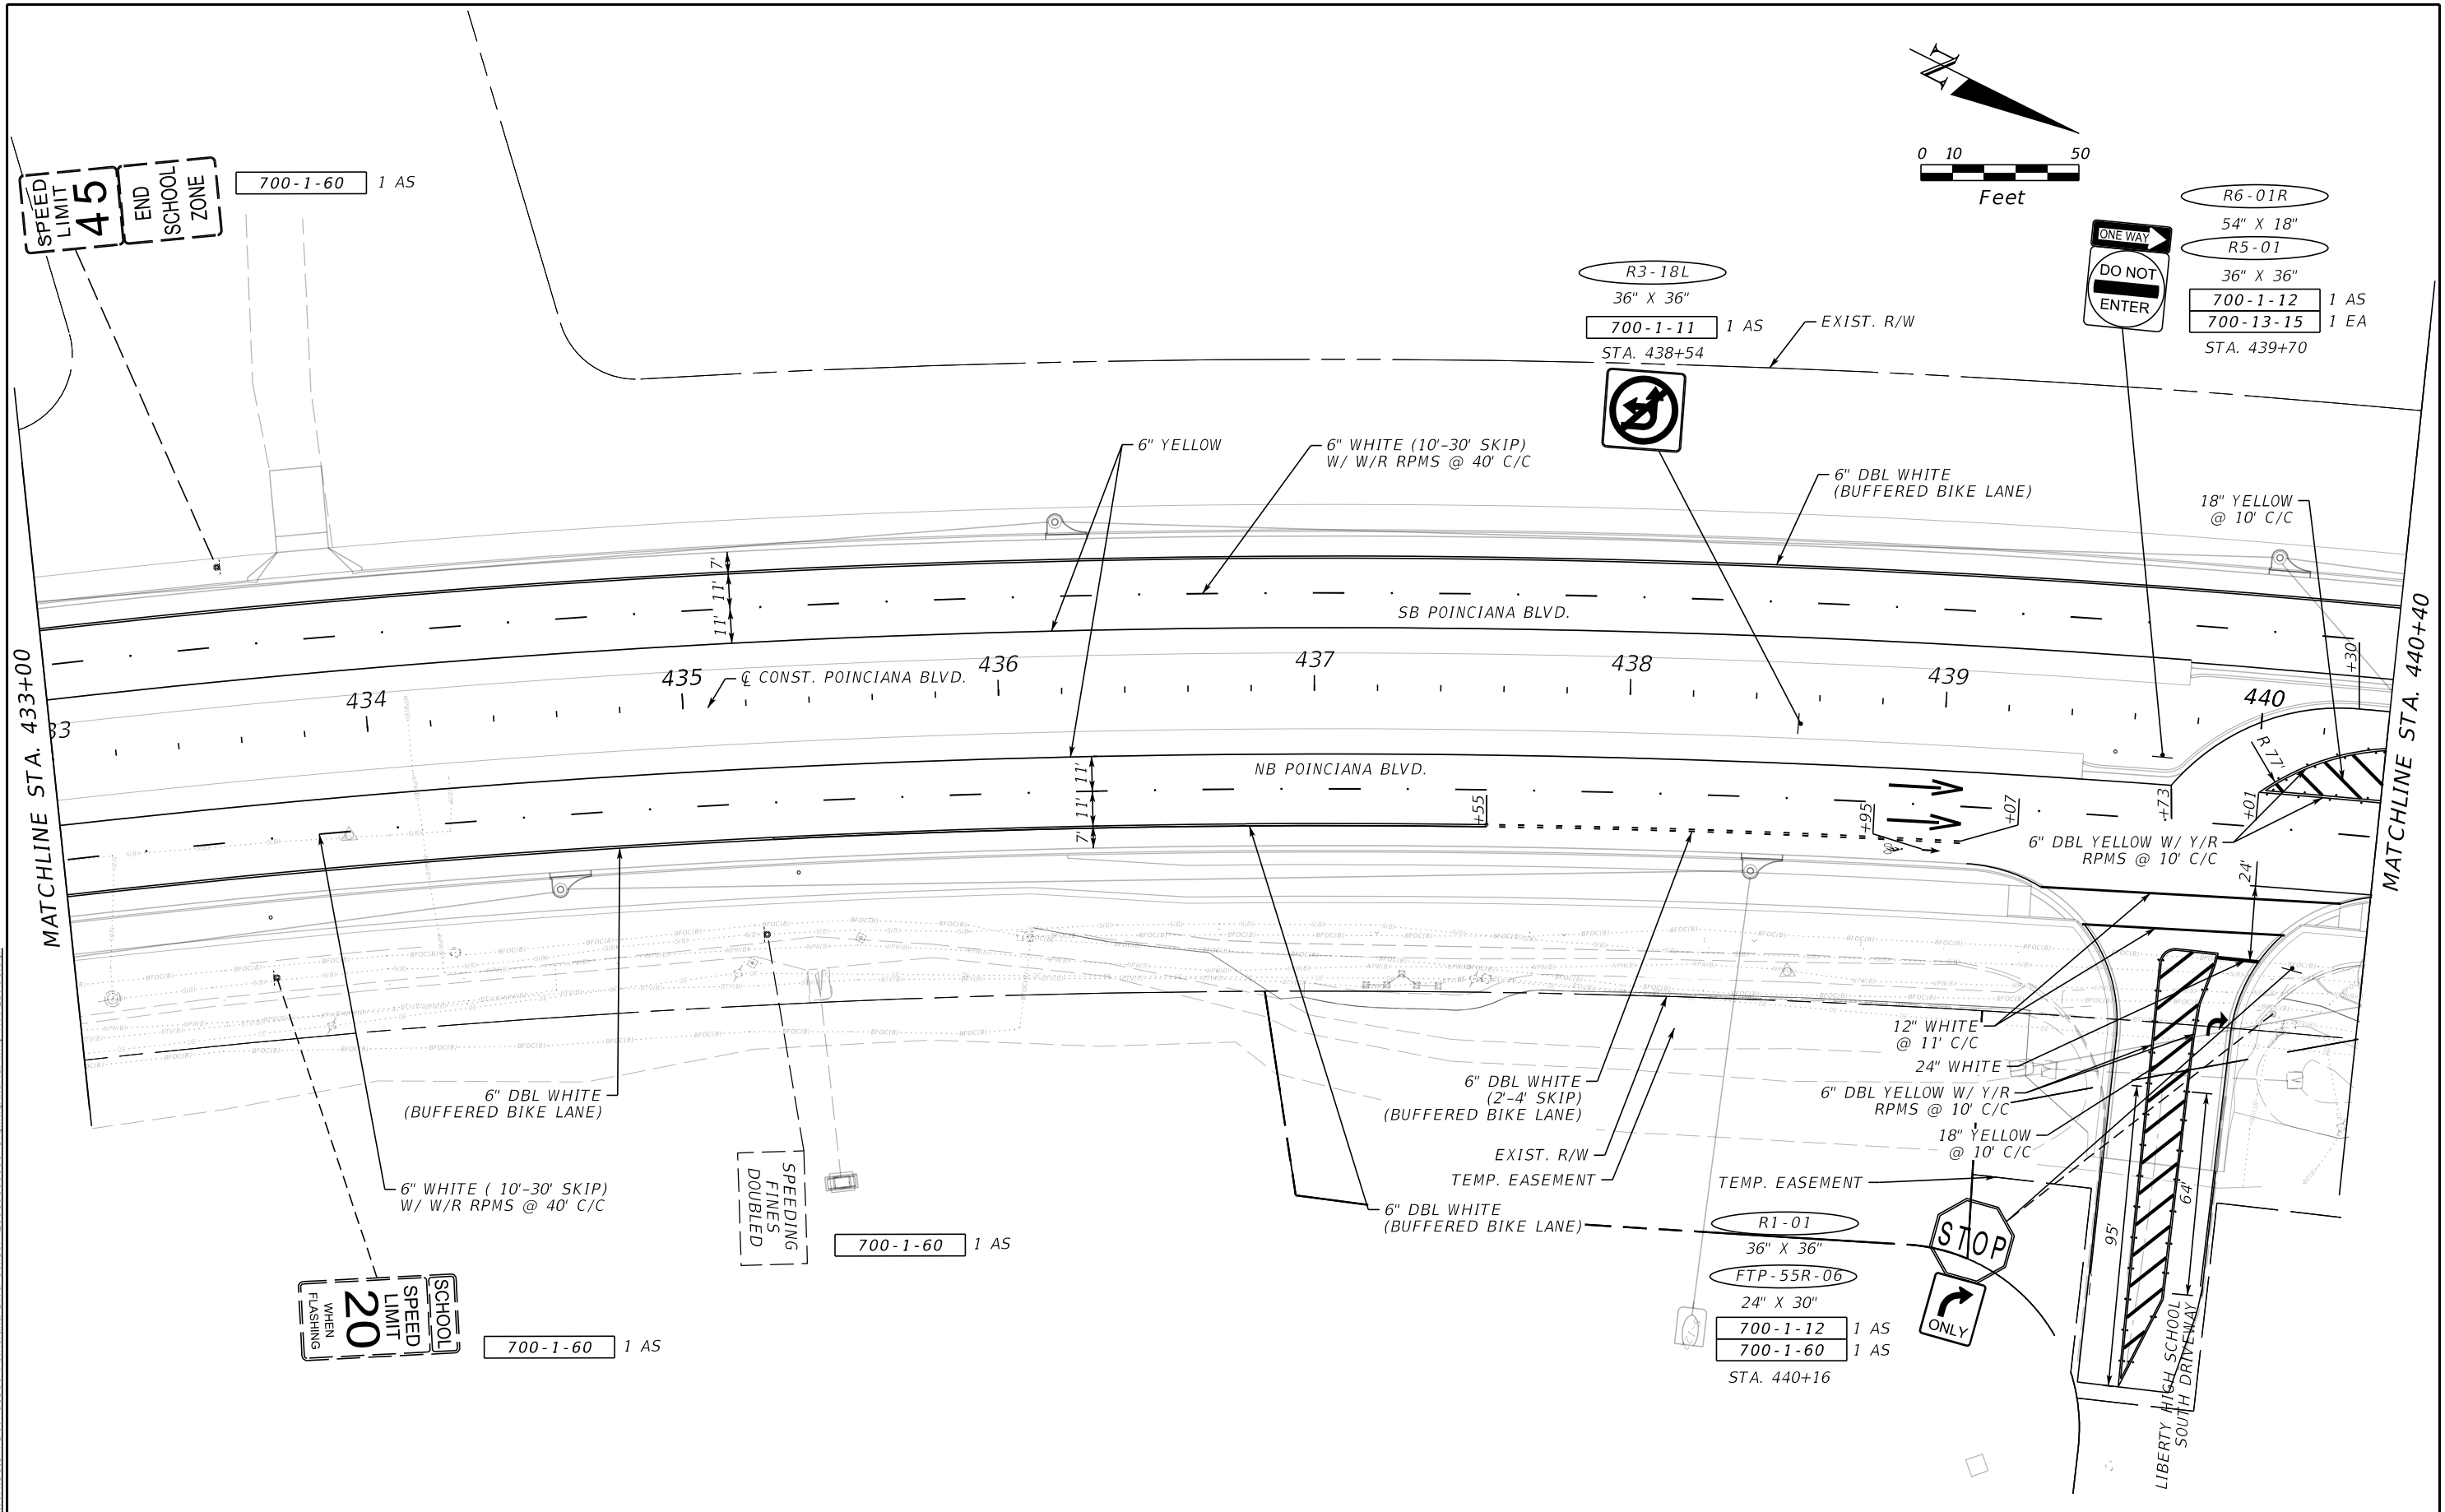 N
0 10 50
Feet
SPEED
LIMIT
45
END
SCHOOL
ZONE
700-1-60 1 AS
R3-18L
36" X 36"
700-1-11 1 AS
STA. 438+54
EXIST. R/W
ONE WAY
DO NOT
ENTER
R6-01R
54" X 18"
R5-01
36" X 36"
700-1-12 1 AS
700-13-15 1 EA
STA. 439+70
6" YELLOW
6" WHITE (10'-30' SKIP)
W/ W/R RPMS @ 40' C/C
6" DBL WHITE
(BUFFERED BIKE LANE)
18" YELLOW
@ 10' C/C
7'
11'
11'
SB POINCIANA BLVD.
MATCHLINE STA. 433+00
MATCHLINE STA. 440+40
33
434
435
436
437
438
439
440
+30
℄ CONST. POINCIANA BLVD.
NB POINCIANA BLVD.
11'
11'
7'
+55
+95
+07
+73
+01
R 77'
6" DBL YELLOW W/ Y/R
RPMS @ 10' C/C
24'
12" WHITE
@ 11' C/C
24" WHITE
6" DBL YELLOW W/ Y/R
RPMS @ 10' C/C
18" YELLOW
@ 10' C/C
6" DBL WHITE
(BUFFERED BIKE LANE)
6" WHITE ( 10'-30' SKIP)
W/ W/R RPMS @ 40' C/C
6" DBL WHITE
(2'-4' SKIP)
(BUFFERED BIKE LANE)
EXIST. R/W
TEMP. EASEMENT
TEMP. EASEMENT
6" DBL WHITE
(BUFFERED BIKE LANE)
SPEEDING
FINES
DOUBLED
700-1-60 1 AS
SCHOOL
SPEED
LIMIT
20
WHEN
FLASHING
700-1-60 1 AS
R1-01
36" X 36"
FTP-55R-06
24" X 30"
700-1-12 1 AS
700-1-60 1 AS
STA. 440+16
STOP
ONLY
95'
64'
LIBERTY HIGH SCHOOL
SOUTH DRIVEWAY